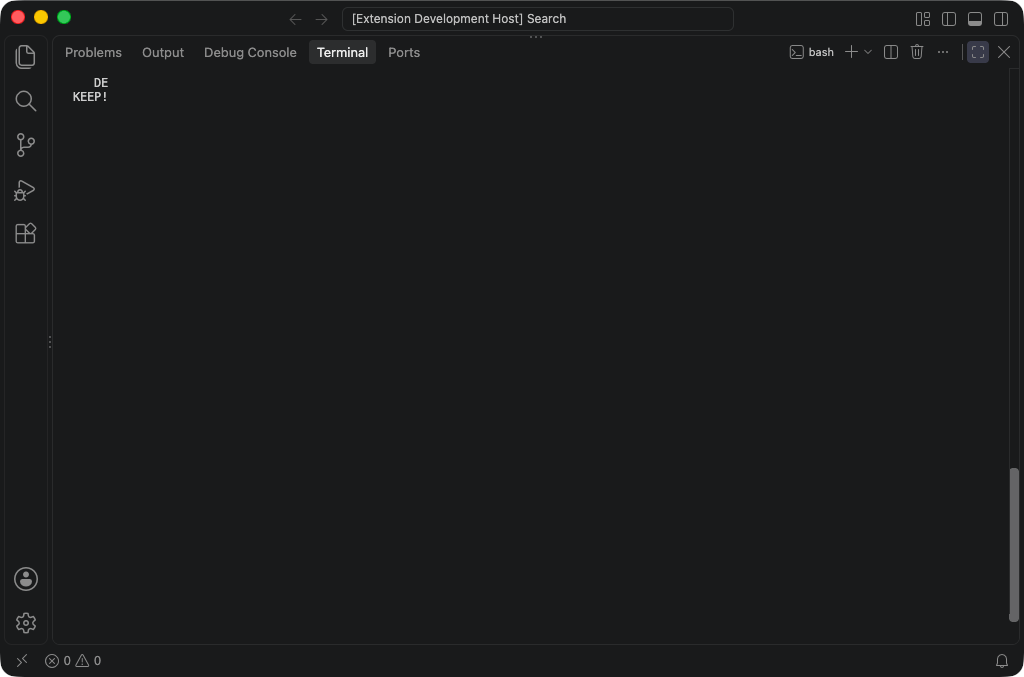 [Extension Development Host] Search
Problems Output Debug Console Terminal Ports bash
DE
KEEP!
0 0